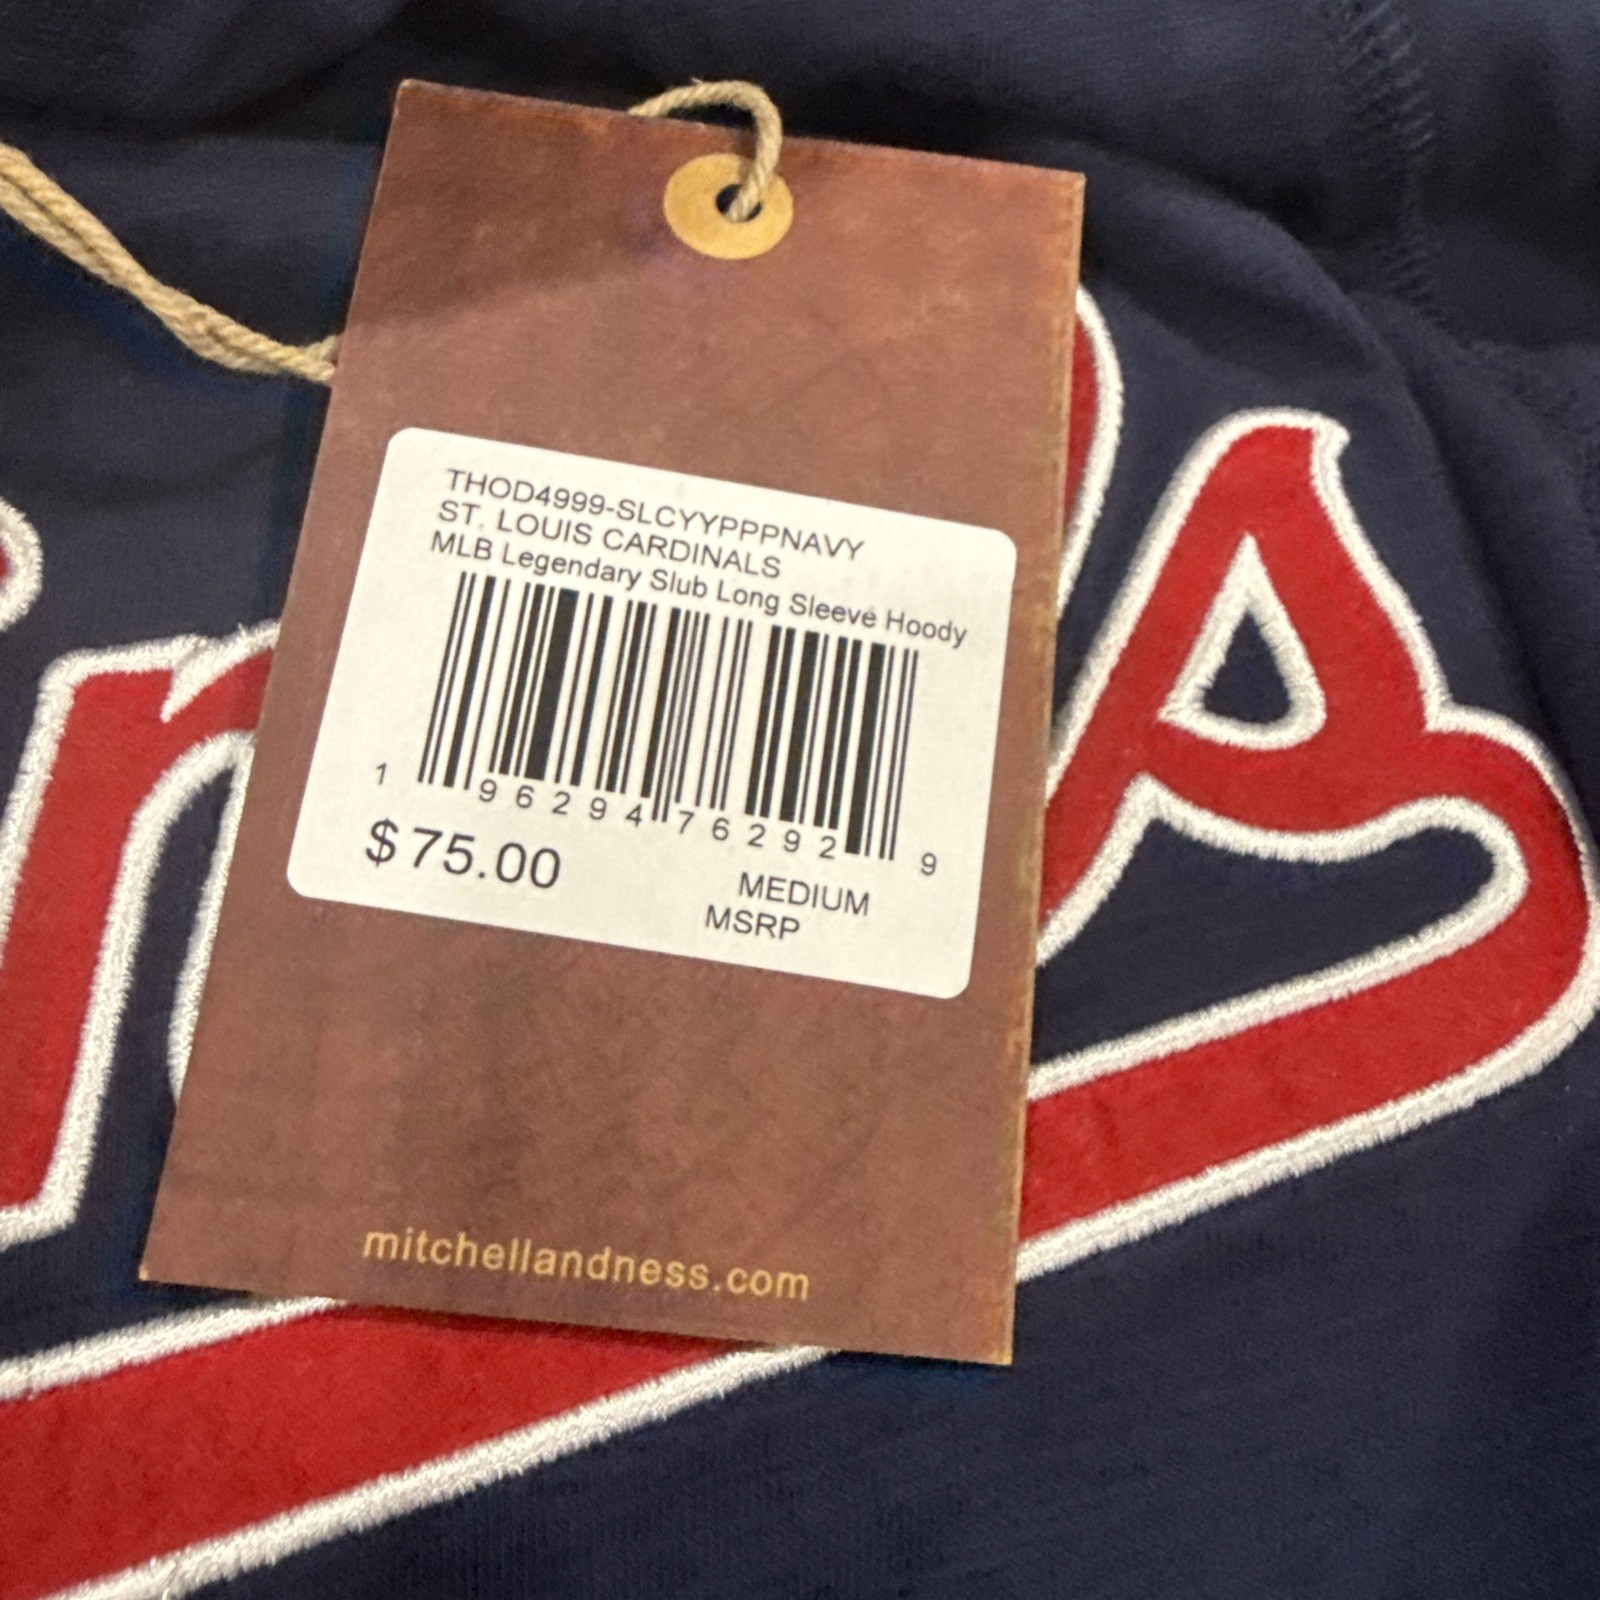 THOD4999-SLCYYPPPNAVY
ST. LOUIS CARDINALS
MLB Legendary Slub Long Sleeve Hoody
1 96294 76292 9
$75.00
MEDIUM
MSRP
mitchellandness.com